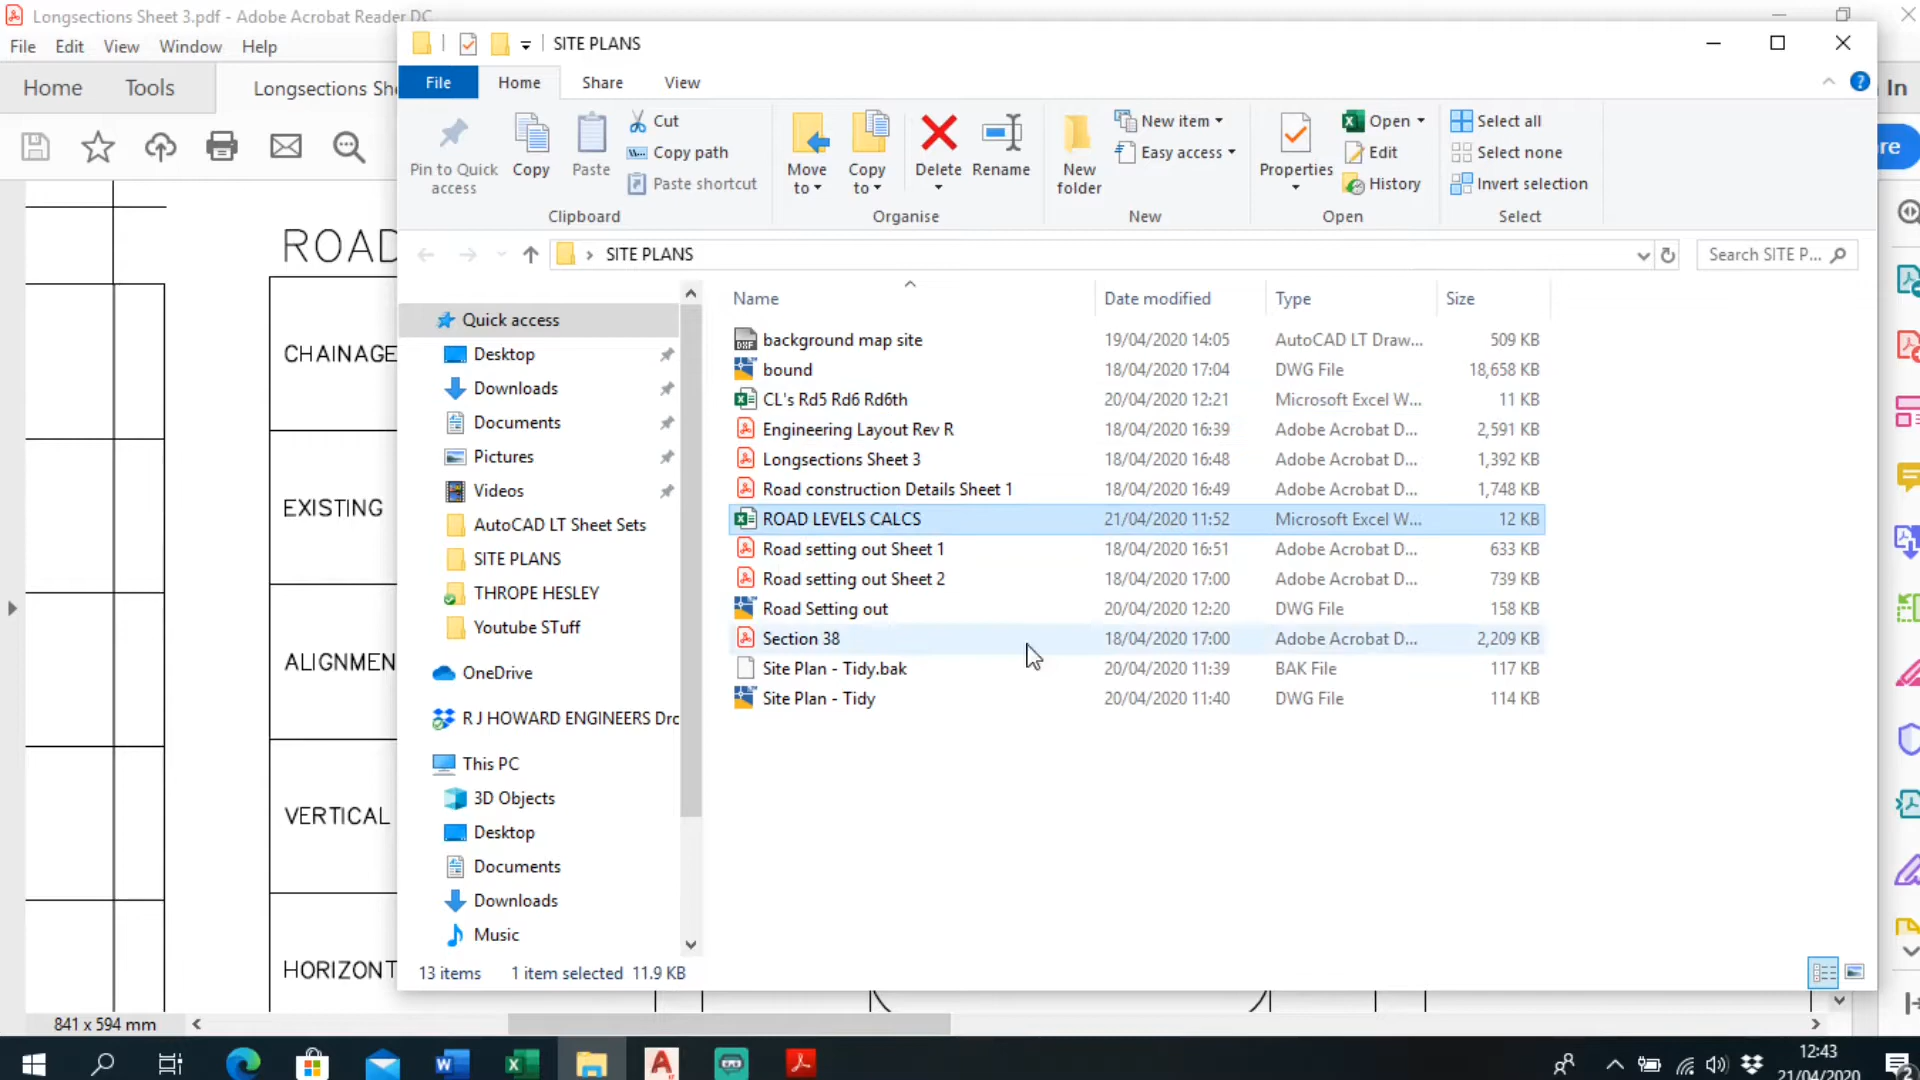 Longsections Sheet 3.pdf - Adobe Acrobat Reader DC
File Edit View Window Help
Home Tools Longsections Sh
In
re
841 x 594 mm
ROAD
CHAINAGE
EXISTING
ALIGNMEN
VERTICAL
HORIZONT
SITE PLANS
File Home Share View
Pin to Quick access
Copy
Paste
Cut
Copy path
Paste shortcut
Clipboard
Move to
Copy to
Delete
Rename
Organise
New folder
New item
Easy access
New
Properties
Open
Edit
History
Open
Select all
Select none
Invert selection
Select
SITE PLANS
Search SITE P...
Quick access
Desktop
Downloads
Documents
Pictures
Videos
AutoCAD LT Sheet Sets
SITE PLANS
THROPE HESLEY
Youtube STuff
OneDrive
R J HOWARD ENGINEERS Drc
This PC
3D Objects
Desktop
Documents
Downloads
Music
Name Date modified Type Size
background map site 19/04/2020 14:05 AutoCAD LT Draw... 509 KB
bound 18/04/2020 17:04 DWG File 18,658 KB
CL's Rd5 Rd6 Rd6th 20/04/2020 12:21 Microsoft Excel W... 11 KB
Engineering Layout Rev R 18/04/2020 16:39 Adobe Acrobat D... 2,591 KB
Longsections Sheet 3 18/04/2020 16:48 Adobe Acrobat D... 1,392 KB
Road construction Details Sheet 1 18/04/2020 16:49 Adobe Acrobat D... 1,748 KB
ROAD LEVELS CALCS 21/04/2020 11:52 Microsoft Excel W... 12 KB
Road setting out Sheet 1 18/04/2020 16:51 Adobe Acrobat D... 633 KB
Road setting out Sheet 2 18/04/2020 17:00 Adobe Acrobat D... 739 KB
Road Setting out 20/04/2020 12:20 DWG File 158 KB
Section 38 18/04/2020 17:00 Adobe Acrobat D... 2,209 KB
Site Plan - Tidy.bak 20/04/2020 11:39 BAK File 117 KB
Site Plan - Tidy 20/04/2020 11:40 DWG File 114 KB
13 items 1 item selected 11.9 KB
12:43
21/04/2020
2